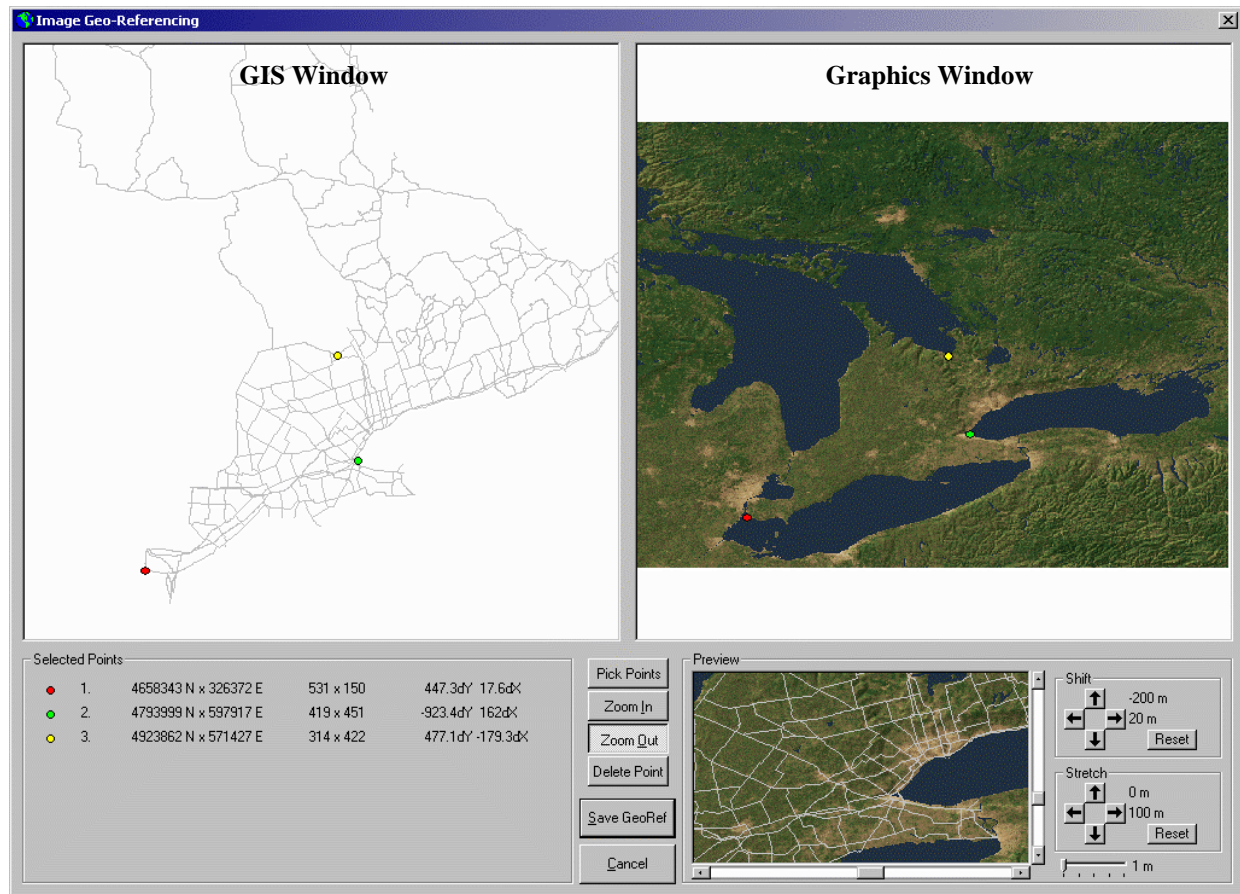 Image Geo-Referencing
GIS Window
Graphics Window
Selected Points
1. 4658343 N x 326372 E 531 x 150 447.3dY 17.6dX
2. 4793999 N x 597917 E 419 x 451 -923.4dY 162dX
3. 4923862 N x 571427 E 314 x 422 477.1dY -179.3dX
Pick Points
Zoom In
Zoom Out
Delete Point
Save GeoRef
Cancel
Preview
Shift
-200 m
20 m
Reset
Stretch
0 m
100 m
Reset
1 m